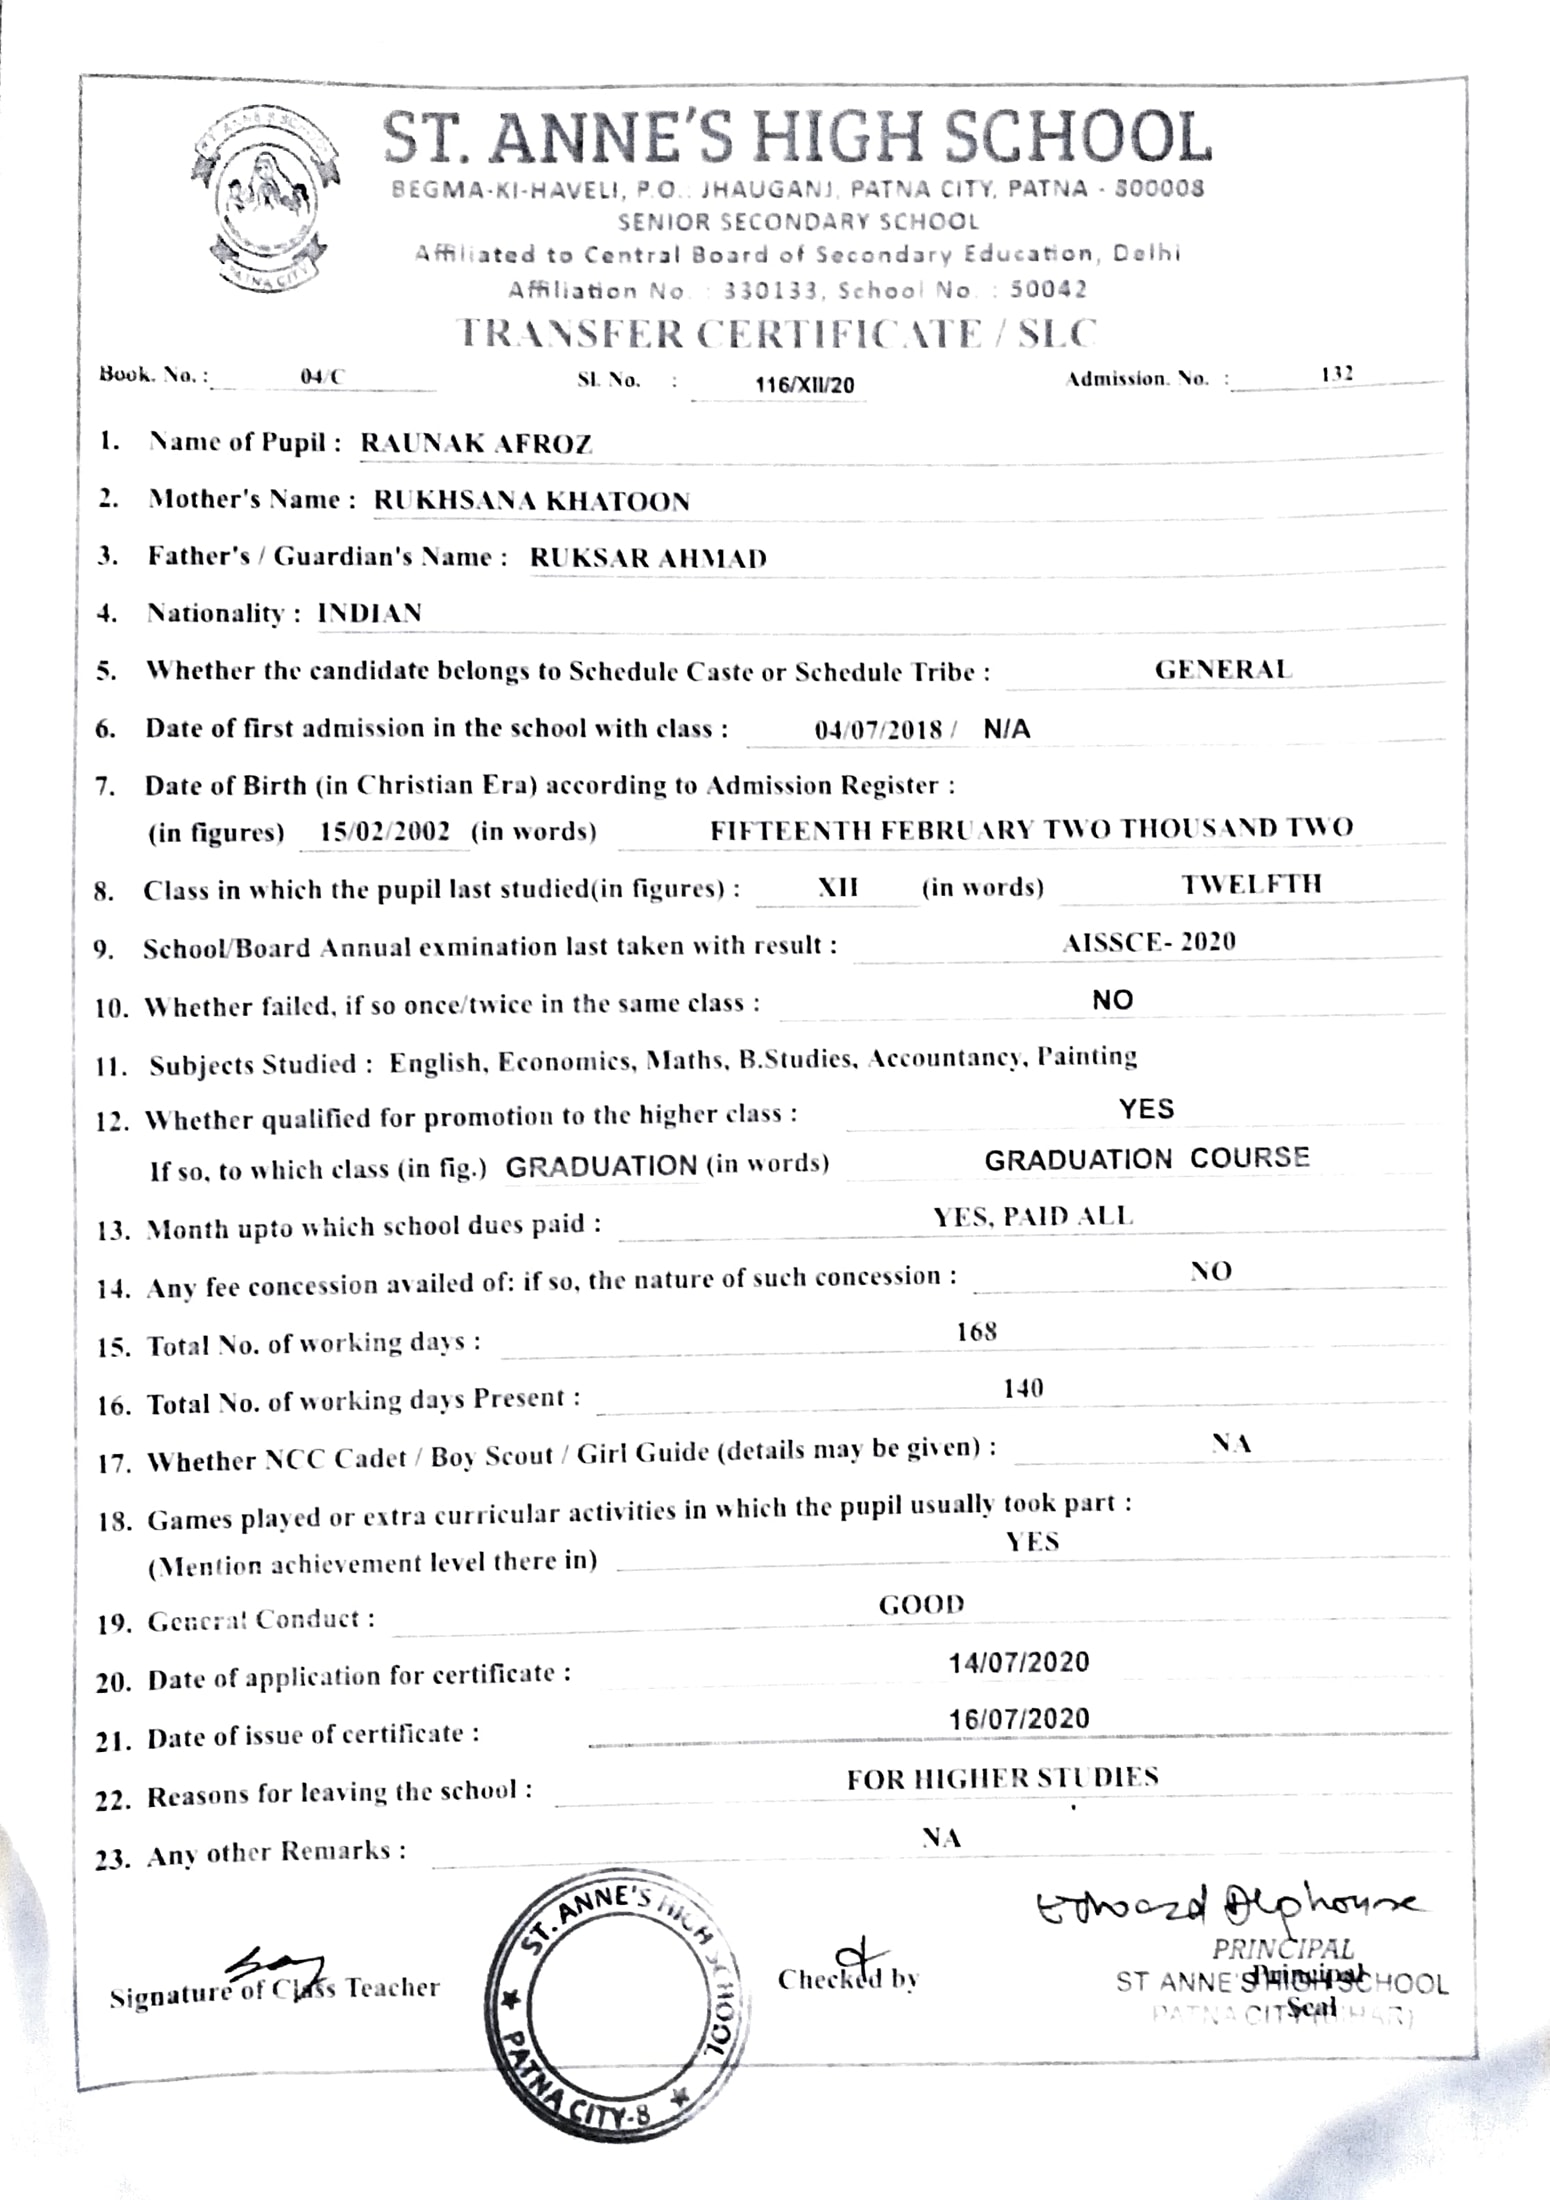 ST. ANNE'S SCHOOL
PATNA CITY
ST. ANNE'S HIGH SCHOOL
BEGMA-KI-HAVELI, P.O.: JHAUGANJ, PATNA CITY, PATNA - 800008
SENIOR SECONDARY SCHOOL
Affiliated to Central Board of Secondary Education, Delhi
Affiliation No. : 330133, School No. : 50042
TRANSFER CERTIFICATE / SLC
Book. No. : 04/C Sl. No. : 116/XII/20 Admission. No. : 132
1. Name of Pupil : RAUNAK AFROZ
2. Mother's Name : RUKHSANA KHATOON
3. Father's / Guardian's Name : RUKSAR AHMAD
4. Nationality : INDIAN
5. Whether the candidate belongs to Schedule Caste or Schedule Tribe : GENERAL
6. Date of first admission in the school with class : 04/07/2018 / N/A
7. Date of Birth (in Christian Era) according to Admission Register :
(in figures) 15/02/2002 (in words) FIFTEENTH FEBRUARY TWO THOUSAND TWO
8. Class in which the pupil last studied(in figures) : XII (in words) TWELFTH
9. School/Board Annual exmination last taken with result : AISSCE- 2020
10. Whether failed, if so once/twice in the same class : NO
11. Subjects Studied : English, Economics, Maths, B.Studies, Accountancy, Painting
12. Whether qualified for promotion to the higher class : YES
If so, to which class (in fig.) GRADUATION (in words) GRADUATION COURSE
13. Month upto which school dues paid : YES, PAID ALL
14. Any fee concession availed of: if so, the nature of such concession : NO
15. Total No. of working days : 168
16. Total No. of working days Present : 140
17. Whether NCC Cadet / Boy Scout / Girl Guide (details may be given) : NA
18. Games played or extra curricular activities in which the pupil usually took part :
(Mention achievement level there in) YES
19. General Conduct : GOOD
20. Date of application for certificate : 14/07/2020
21. Date of issue of certificate : 16/07/2020
22. Reasons for leaving the school : FOR HIGHER STUDIES
23. Any other Remarks : NA
Edward Alphonse
Signature of Class Teacher
ST. ANNE'S HIGH SCHOOL
PATNA CITY-8
Checked by
PRINCIPAL
Principal
ST ANNE'S HIGH SCHOOL
Seal
PATNA CITY (BIHAR)